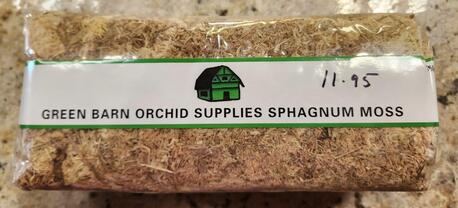 11.95
GREEN BARN ORCHID SUPPLIES SPHAGNUM MOSS